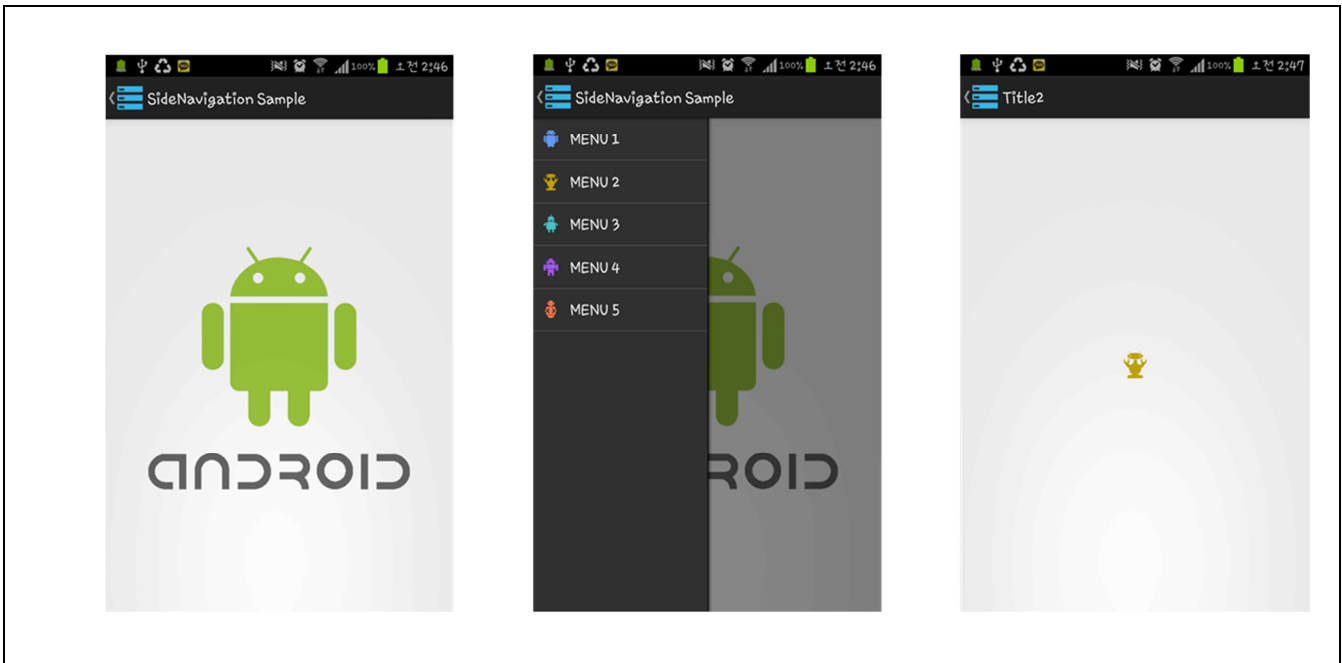 100% 오전 2:46
SideNavigation Sample
ANDROID
100% 오전 2:46
SideNavigation Sample
MENU 1
MENU 2
MENU 3
MENU 4
MENU 5
ROID
100% 오전 2:47
Title2